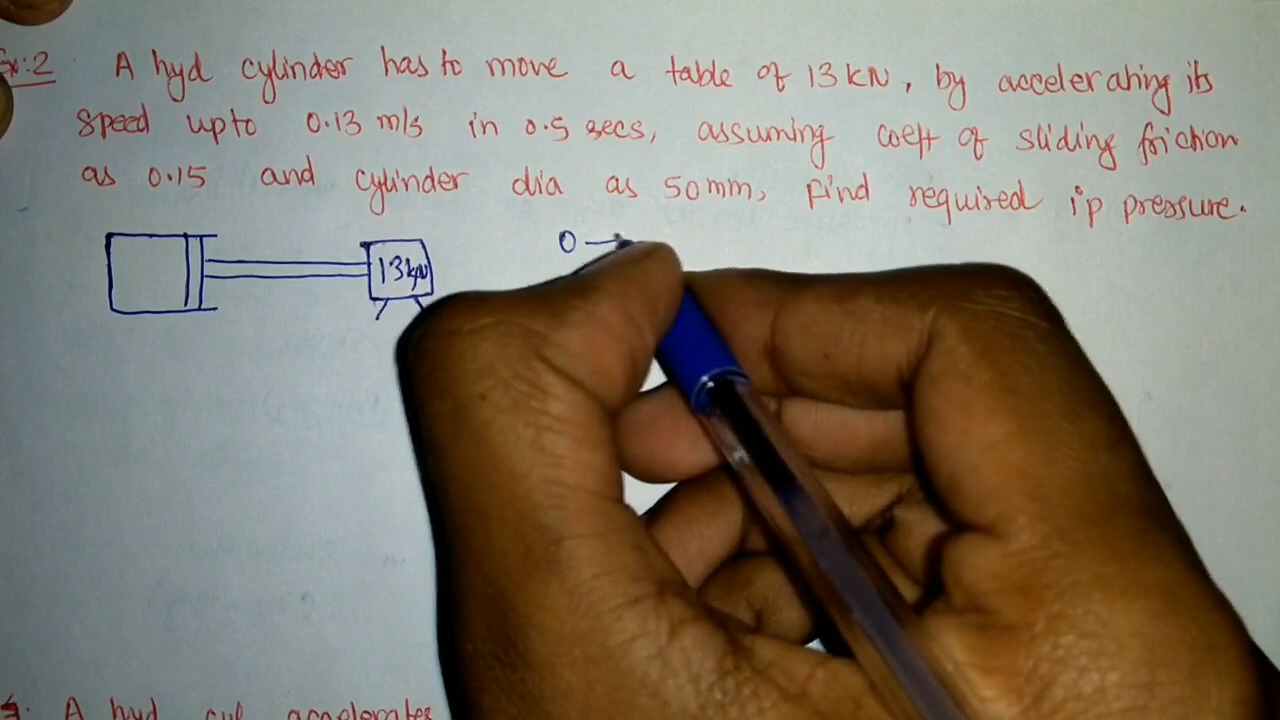 Ex:2 A hyd cylinder has to move a table of 13 kN, by accelerating its
speed upto 0.13 m/s in 0.5 secs, assuming coeft of sliding friction
as 0.15 and cylinder dia as 50mm, Find required i/p pressure.
13kN 0 →
A hyd cyl accelerates